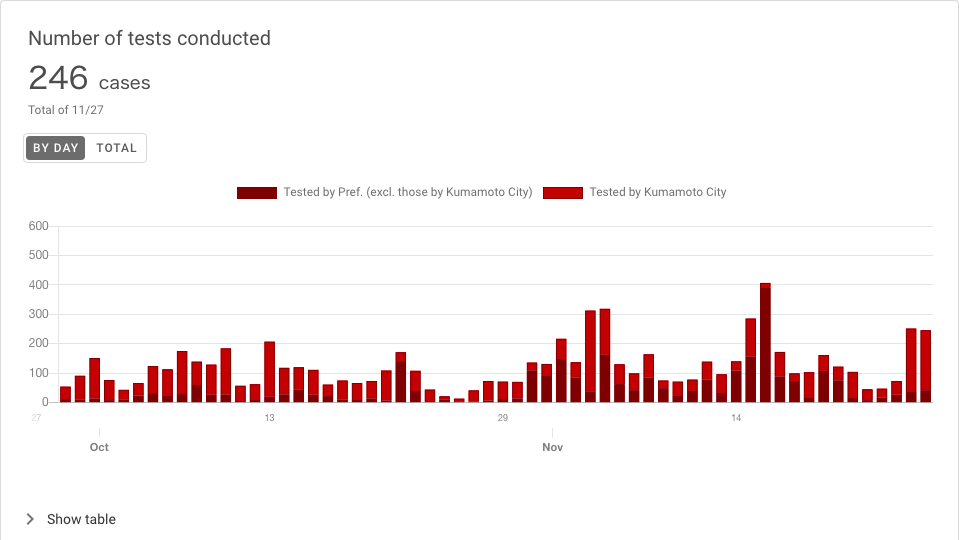 Number of tests conducted
246 cases
Total of 11/27
BY DAY TOTAL
Tested by Pref. (excl. those by Kumamoto City) Tested by Kumamoto City
600
500
400
300
200
100
0
27 13 29 14
Oct Nov
Show table